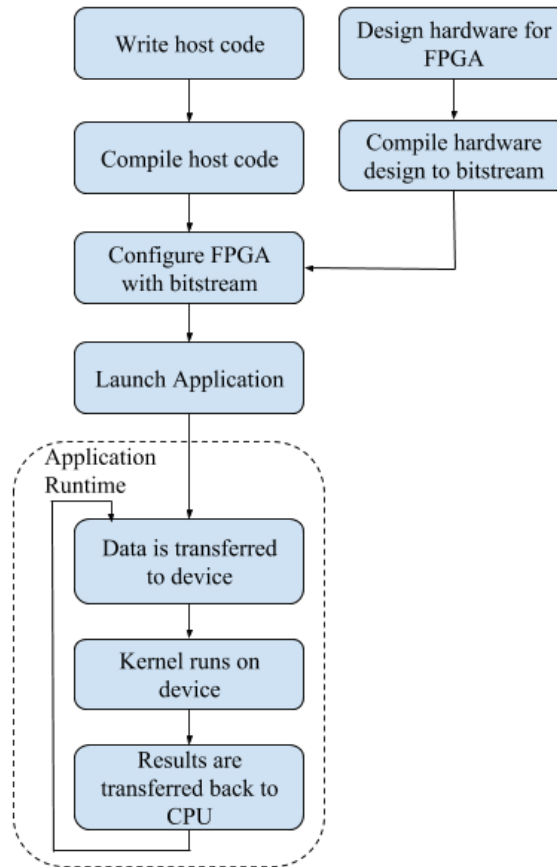 Write host code
Design hardware for
FPGA
Compile host code
Compile hardware
design to bitstream
Configure FPGA
with bitstream
Launch Application
Application
Runtime
Data is transferred
to device
Kernel runs on
device
Results are
transferred back to
CPU